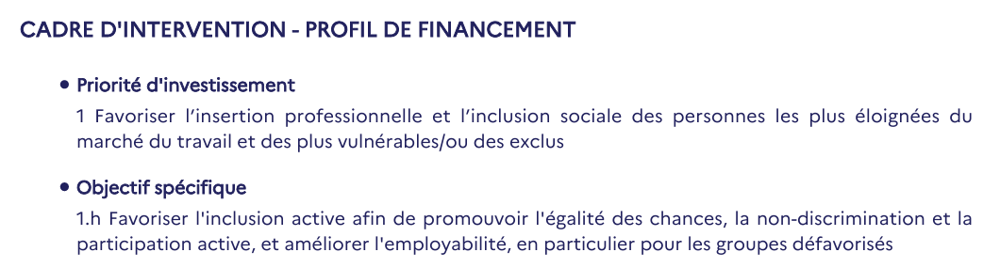 CADRE D'INTERVENTION - PROFIL DE FINANCEMENT
• Priorité d'investissement
1 Favoriser l’insertion professionnelle et l’inclusion sociale des personnes les plus éloignées du
marché du travail et des plus vulnérables/ou des exclus
• Objectif spécifique
1.h Favoriser l'inclusion active afin de promouvoir l'égalité des chances, la non-discrimination et la
participation active, et améliorer l'employabilité, en particulier pour les groupes défavorisés